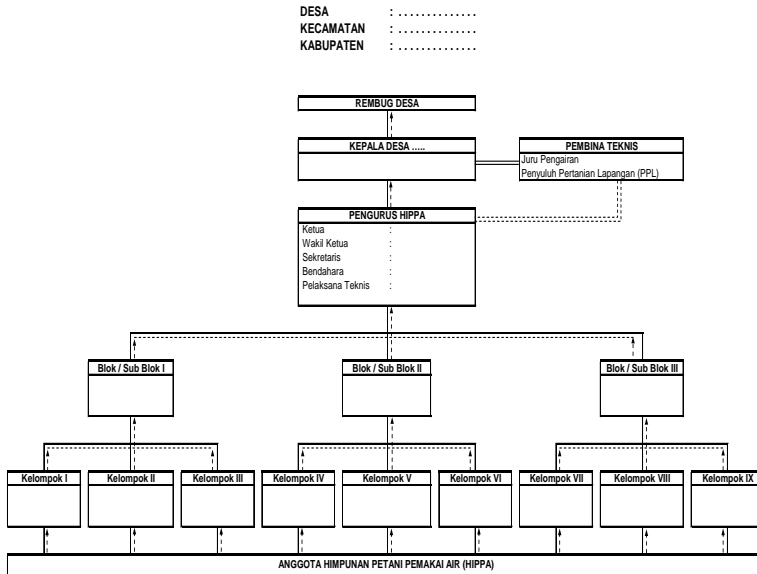 DESA : .............
KECAMATAN : .............
KABUPATEN : .............
REMBUG DESA
KEPALA DESA .....
PEMBINA TEKNIS
Juru Pengairan
Penyuluh Pertanian Lapangan (PPL)
PENGURUS HIPPA
Ketua :
Wakil Ketua :
Sekretaris :
Bendahara :
Pelaksana Teknis :
Blok / Sub Blok I
Blok / Sub Blok II
Blok / Sub Blok III
Kelompok I
Kelompok II
Kelompok III
Kelompok IV
Kelompok V
Kelompok VI
Kelompok VII
Kelompok VIII
Kelompok IX
ANGGOTA HIMPUNAN PETANI PEMAKAI AIR (HIPPA)